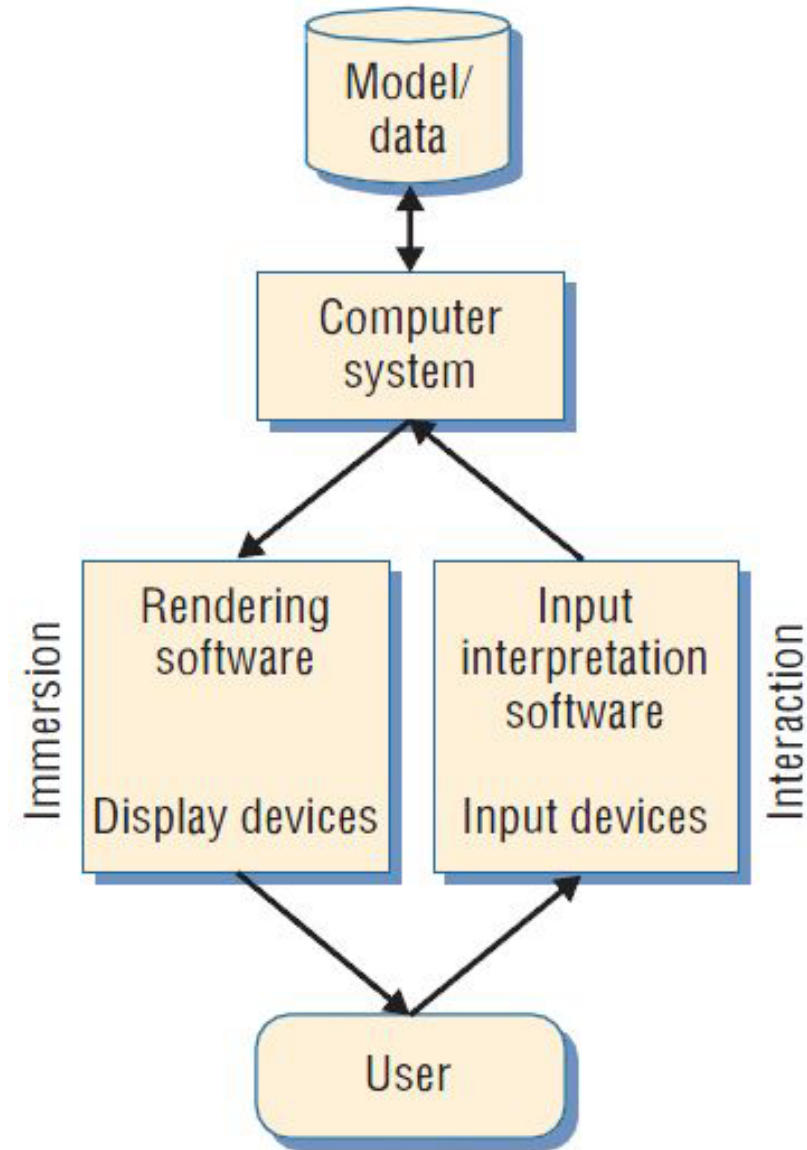 Model/
data
Computer
system
Immersion
Rendering
software
Display devices
Input
interpretation
software
Input devices
Interaction
User